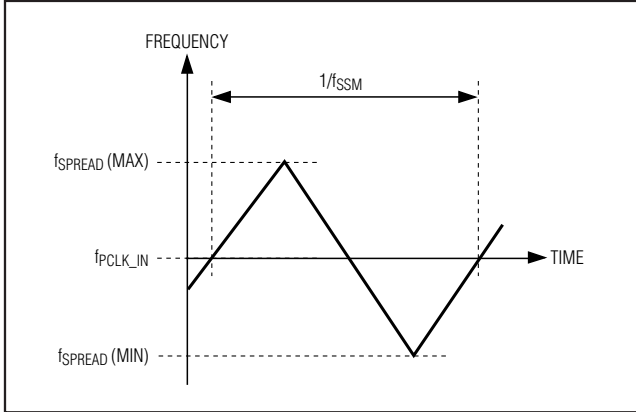 FREQUENCY
1/fSSM
fSPREAD (MAX)
fPCLK_IN
TIME
fSPREAD (MIN)